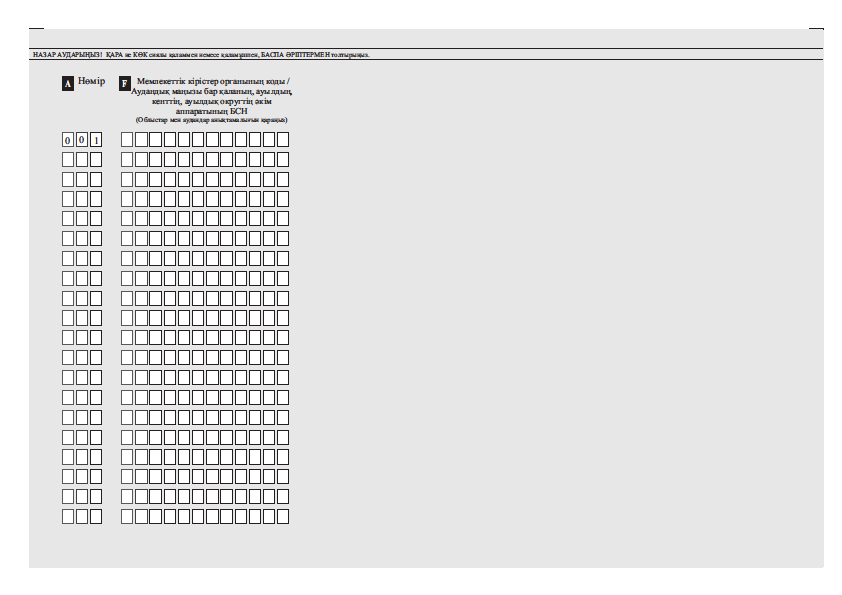 НАЗАР АУДАРЫҢЫЗ! ҚАРА не КӨК сиялы қаламмен немесе қаламұшпен, БАСПА ӘРІПТЕРМЕН толтырыңыз.
A Нөмір
F Мемлекеттік кірістер органының коды /
Аудандық маңызы бар қаланың, ауылдың,
кенттің, ауылдық округтің әкім
аппаратының БСН
(Облыстар мен аудандар анықтамалығын қараңыз)
0 0 1